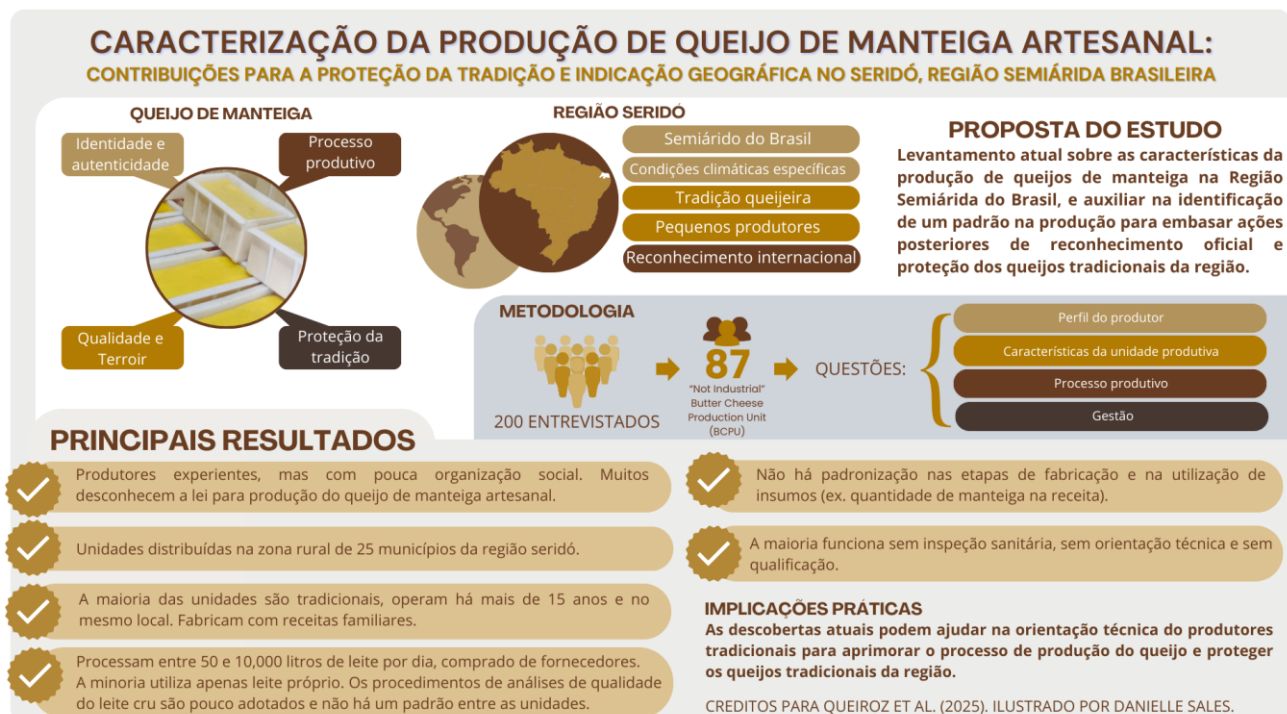 CARACTERIZAÇÃO DA PRODUÇÃO DE QUEIJO DE MANTEIGA ARTESANAL:
CONTRIBUIÇÕES PARA A PROTEÇÃO DA TRADIÇÃO E INDICAÇÃO GEOGRÁFICA NO SERIDÓ, REGIÃO SEMIÁRIDA BRASILEIRA
QUEIJO DE MANTEIGA
Identidade e
autenticidade
Processo
produtivo
Qualidade e
Terroir
Proteção da
tradição
REGIÃO SERIDÓ
Semiárido do Brasil
Condições climáticas específicas
Tradição queijeira
Pequenos produtores
Reconhecimento internacional
PROPOSTA DO ESTUDO
Levantamento atual sobre as características da
produção de queijos de manteiga na Região
Semiárida do Brasil, e auxiliar na identificação
de um padrão na produção para embasar ações
posteriores de reconhecimento oficial e
proteção dos queijos tradicionais da região.
METODOLOGIA
200 ENTREVISTADOS
87
"Not Industrial"
Butter Cheese
Production Unit
(BCPU)
QUESTÕES:
Perfil do produtor
Características da unidade produtiva
Processo produtivo
Gestão
PRINCIPAIS RESULTADOS
Produtores experientes, mas com pouca organização social. Muitos
desconhecem a lei para produção do queijo de manteiga artesanal.
Unidades distribuídas na zona rural de 25 municípios da região seridó.
A maioria das unidades são tradicionais, operam há mais de 15 anos e no
mesmo local. Fabricam com receitas familiares.
Processam entre 50 e 10,000 litros de leite por dia, comprado de fornecedores.
A minoria utiliza apenas leite próprio. Os procedimentos de análises de qualidade
do leite cru são pouco adotados e não há um padrão entre as unidades.
Não há padronização nas etapas de fabricação e na utilização de
insumos (ex. quantidade de manteiga na receita).
A maioria funciona sem inspeção sanitária, sem orientação técnica e sem
qualificação.
IMPLICAÇÕES PRÁTICAS
As descobertas atuais podem ajudar na orientação técnica do produtores
tradicionais para aprimorar o processo de produção do queijo e proteger
os queijos tradicionais da região.
CREDITOS PARA QUEIROZ ET AL. (2025). ILUSTRADO POR DANIELLE SALES.